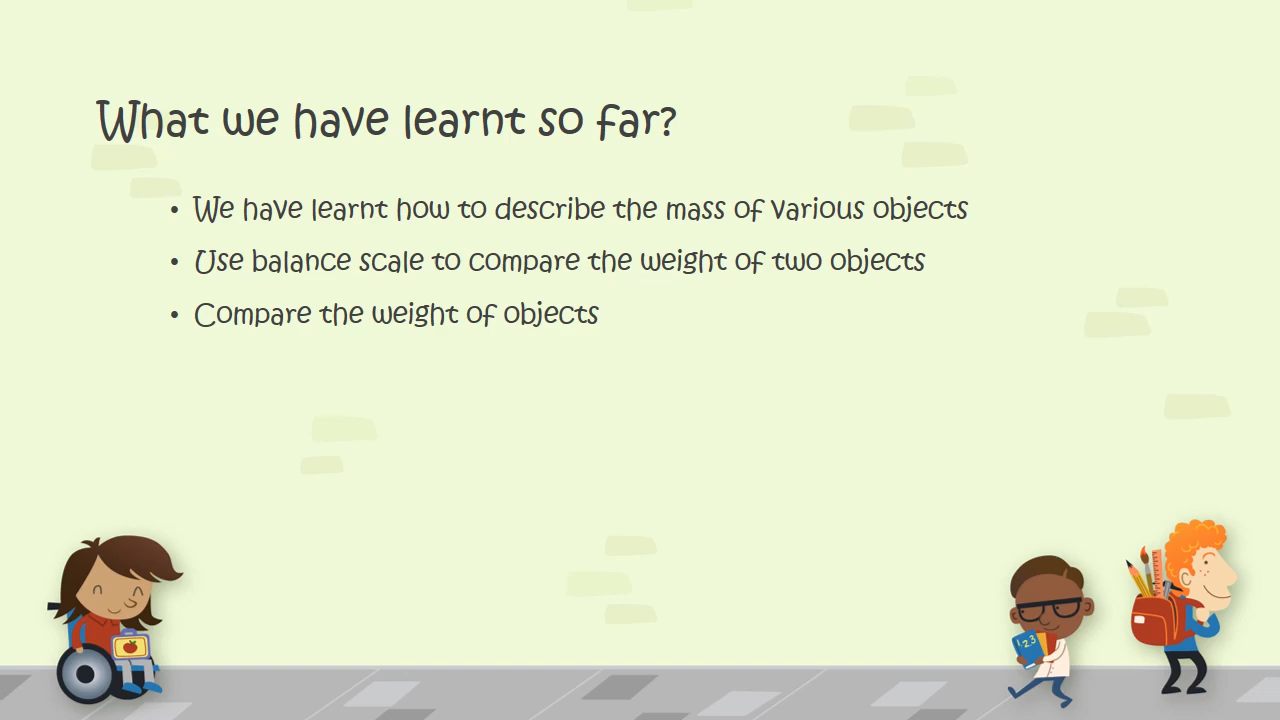 What we have learnt so far?
• We have learnt how to describe the mass of various objects
• Use balance scale to compare the weight of two objects
• Compare the weight of objects
123